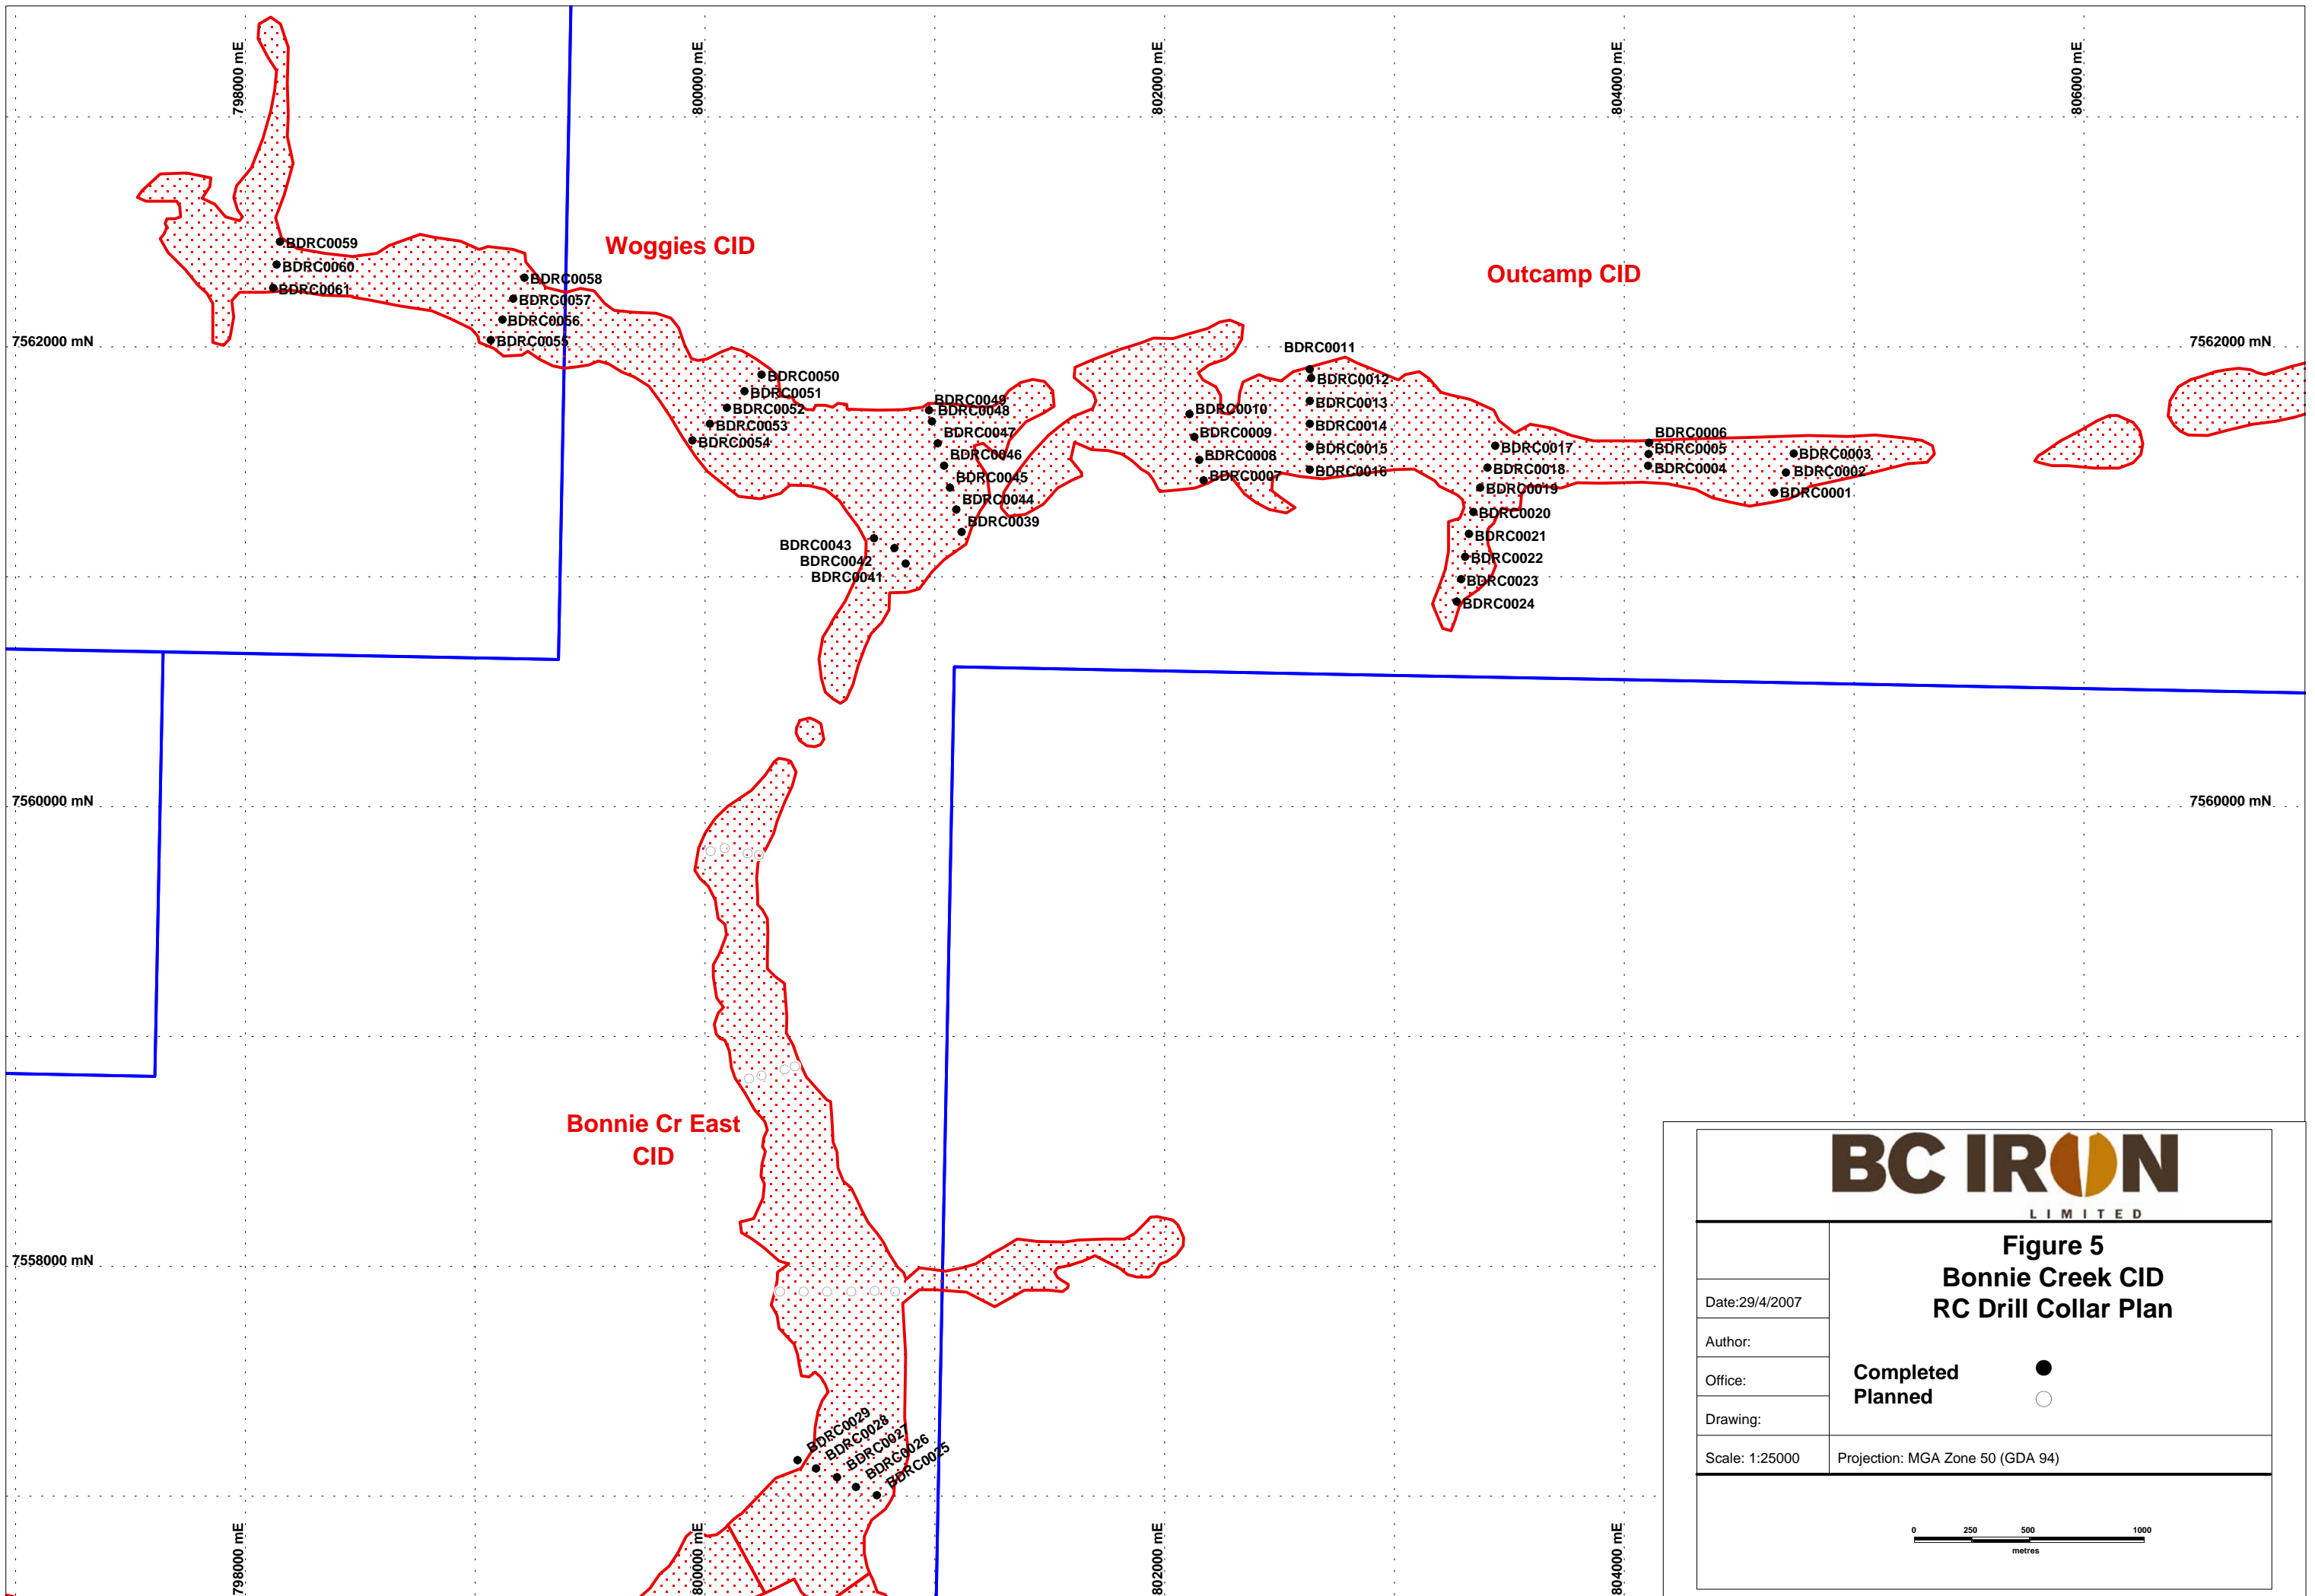 798000 mE
800000 mE
802000 mE
804000 mE
806000 mE
Woggies CID
Outcamp CID
BDRC0059
BDRC0060
BDRC0061
BDRC0058
BDRC0057
BDRC0056
BDRC0055
7562000 mN
7562000 mN
BDRC0050
BDRC0051
BDRC0052
BDRC0053
BDRC0054
BDRC0049
BDRC0048
BDRC0047
BDRC0046
BDRC0045
BDRC0044
BDRC0039
BDRC0043
BDRC0042
BDRC0041
BDRC0011
BDRC0012
BDRC0013
BDRC0014
BDRC0015
BDRC0016
BDRC0010
BDRC0009
BDRC0008
BDRC0007
BDRC0017
BDRC0018
BDRC0019
BDRC0020
BDRC0021
BDRC0022
BDRC0023
BDRC0024
BDRC0006
BDRC0005
BDRC0004
BDRC0003
BDRC0002
BDRC0001
7560000 mN
7560000 mN
Bonnie Cr East
CID
7558000 mN
BDRC0029
BDRC0028
BDRC0027
BDRC0026
BDRC0025
798000 mE
800000 mE
802000 mE
804000 mE
BC IRON
LIMITED
Figure 5
Bonnie Creek CID
RC Drill Collar Plan
Date:29/4/2007
Author:
Office:
Drawing:
Completed
Planned
Scale: 1:25000
Projection: MGA Zone 50 (GDA 94)
0 250 500 1000
metres